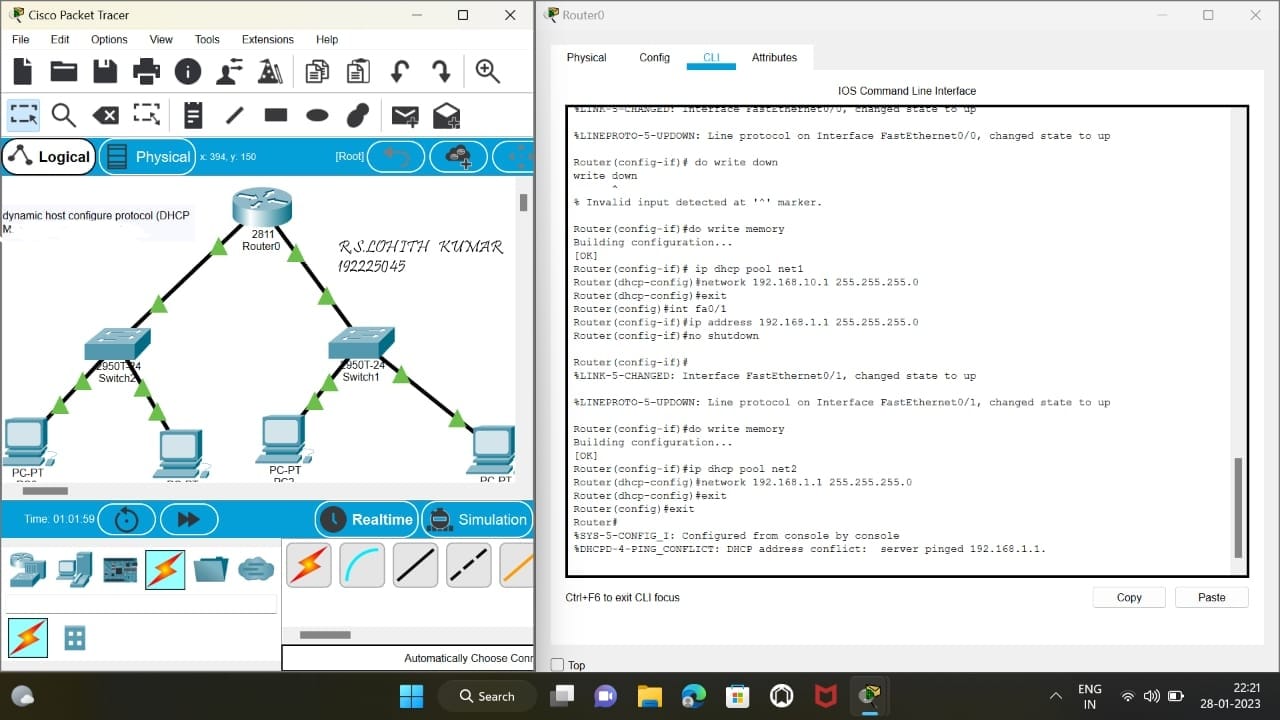 Cisco Packet Tracer
File Edit Options View Tools Extensions Help
Logical
Physical
x: 394, y: 150
[Root]
dynamic host configure protocol (DHCP
M.
2811
Router0
R.S.LOHITH KUMAR
192225045
2950T-24
Switch2
2950T-24
Switch1
PC-PT
PC-PT
PC2
PC-PT
Time: 01:01:59
Realtime
Simulation
Automatically Choose Conn
Router0
Physical Config CLI Attributes
IOS Command Line Interface
%LINK-5-CHANGED: Interface FastEthernet0/0, changed state to up
%LINEPROTO-5-UPDOWN: Line protocol on Interface FastEthernet0/0, changed state to up
Router(config-if)# do write down
write down
^
% Invalid input detected at '^' marker.
Router(config-if)#do write memory
Building configuration...
[OK]
Router(config-if)# ip dhcp pool net1
Router(dhcp-config)#network 192.168.10.1 255.255.255.0
Router(dhcp-config)#exit
Router(config)#int fa0/1
Router(config-if)#ip address 192.168.1.1 255.255.255.0
Router(config-if)#no shutdown
Router(config-if)#
%LINK-5-CHANGED: Interface FastEthernet0/1, changed state to up
%LINEPROTO-5-UPDOWN: Line protocol on Interface FastEthernet0/1, changed state to up
Router(config-if)#do write memory
Building configuration...
[OK]
Router(config-if)#ip dhcp pool net2
Router(dhcp-config)#network 192.168.1.1 255.255.255.0
Router(dhcp-config)#exit
Router(config)#exit
Router#
%SYS-5-CONFIG_I: Configured from console by console
%DHCPD-4-PING_CONFLICT: DHCP address conflict: server pinged 192.168.1.1.
Ctrl+F6 to exit CLI focus
Copy
Paste
Top
Search
ENG
IN
22:21
28-01-2023